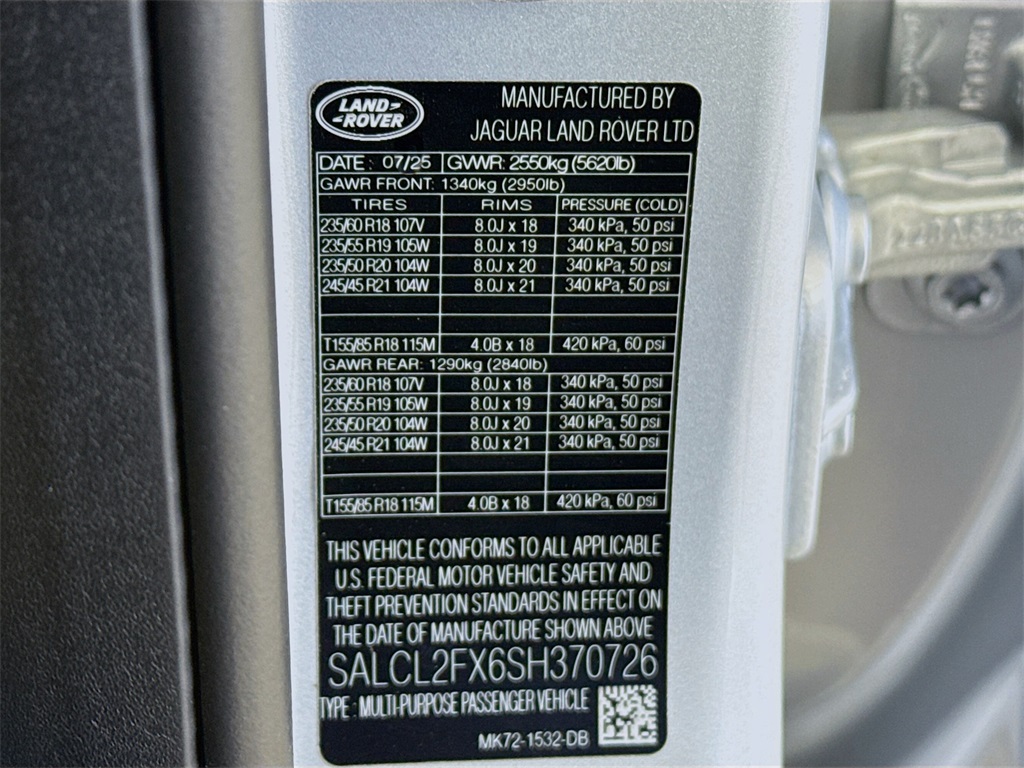 LAND-
-ROVER
MANUFACTURED BY
JAGUAR LAND ROVER LTD
DATE : 07/25 GVWR: 2550kg (5620lb)
GAWR FRONT: 1340kg (2950lb)
TIRES RIMS PRESSURE (COLD)
235/60 R18 107V 8.0J x 18 340 kPa, 50 psi
235/55 R19 105W 8.0J x 19 340 kPa, 50 psi
235/50 R20 104W 8.0J x 20 340 kPa, 50 psi
245/45 R21 104W 8.0J x 21 340 kPa, 50 psi
T155/85 R18 115M 4.0B x 18 420 kPa, 60 psi
GAWR REAR: 1290kg (2840lb)
235/60 R18 107V 8.0J x 18 340 kPa, 50 psi
235/55 R19 105W 8.0J x 19 340 kPa, 50 psi
235/50 R20 104W 8.0J x 20 340 kPa, 50 psi
245/45 R21 104W 8.0J x 21 340 kPa, 50 psi
T155/85 R18 115M 4.0B x 18 420 kPa, 60 psi
THIS VEHICLE CONFORMS TO ALL APPLICABLE
U.S. FEDERAL MOTOR VEHICLE SAFETY AND
THEFT PREVENTION STANDARDS IN EFFECT ON
THE DATE OF MANUFACTURE SHOWN ABOVE
SALCL2FX6SH370726
TYPE : MULTI-PURPOSE PASSENGER VEHICLE
MK72-1532-DB